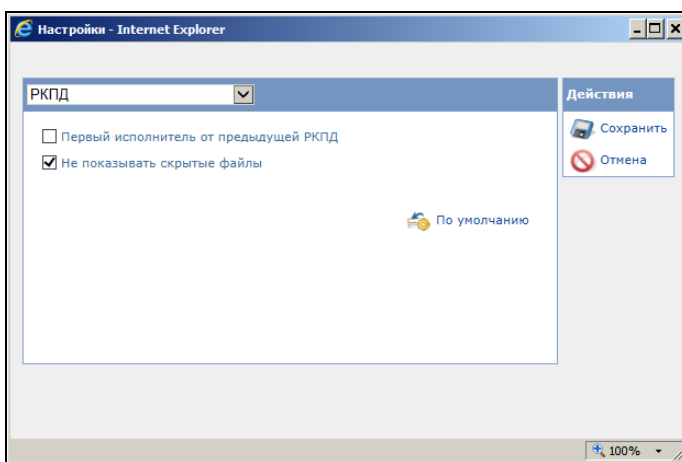 Настройки - Internet Explorer
РКПД
Действия
Первый исполнитель от предыдущей РКПД
Сохранить
Не показывать скрытые файлы
Отмена
По умолчанию
100%